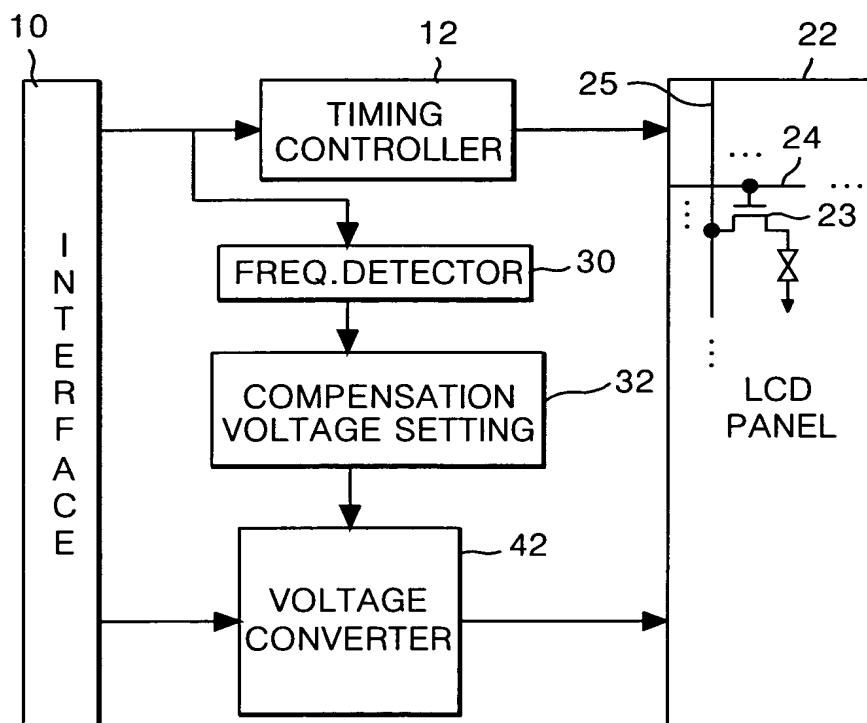 10
12
22
25
TIMING
CONTROLLER
24
23
INTERFACE
FREQ.DETECTOR
30
COMPENSATION
VOLTAGE SETTING
32
LCD
PANEL
42
VOLTAGE
CONVERTER